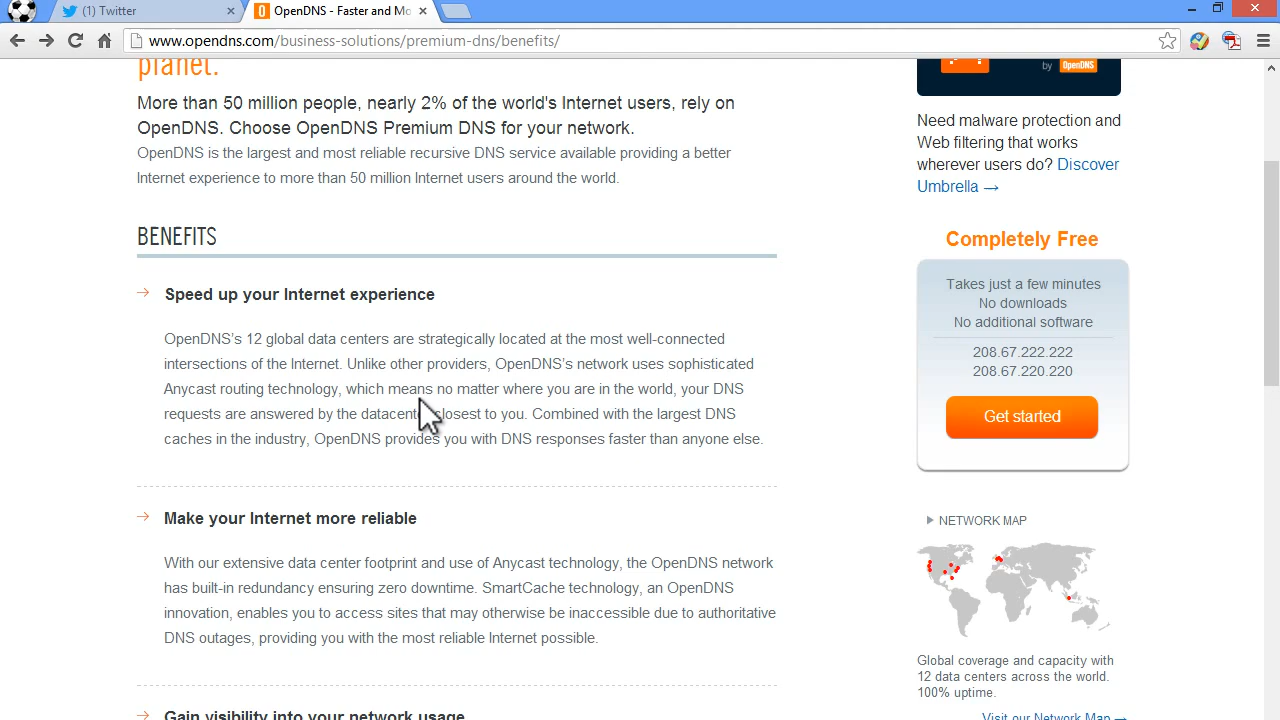 (1) Twitter
OpenDNS - Faster and Mo
www.opendns.com/business-solutions/premium-dns/benefits/
planet.
More than 50 million people, nearly 2% of the world's Internet users, rely on
OpenDNS. Choose OpenDNS Premium DNS for your network.
OpenDNS is the largest and most reliable recursive DNS service available providing a better
Internet experience to more than 50 million Internet users around the world.
BENEFITS
Speed up your Internet experience
OpenDNS's 12 global data centers are strategically located at the most well-connected
intersections of the Internet. Unlike other providers, OpenDNS's network uses sophisticated
Anycast routing technology, which means no matter where you are in the world, your DNS
requests are answered by the datacent losest to you. Combined with the largest DNS
caches in the industry, OpenDNS provides you with DNS responses faster than anyone else.
Make your Internet more reliable
With our extensive data center footprint and use of Anycast technology, the OpenDNS network
has built-in redundancy ensuring zero downtime. SmartCache technology, an OpenDNS
innovation, enables you to access sites that may otherwise be inaccessible due to authoritative
DNS outages, providing you with the most reliable Internet possible.
Gain visibility into your network usage
by OpenDNS
Need malware protection and
Web filtering that works
wherever users do? Discover
Umbrella →
Completely Free
Takes just a few minutes
No downloads
No additional software
208.67.222.222
208.67.220.220
Get started
NETWORK MAP
Global coverage and capacity with
12 data centers across the world.
100% uptime.
Visit our Network Map →